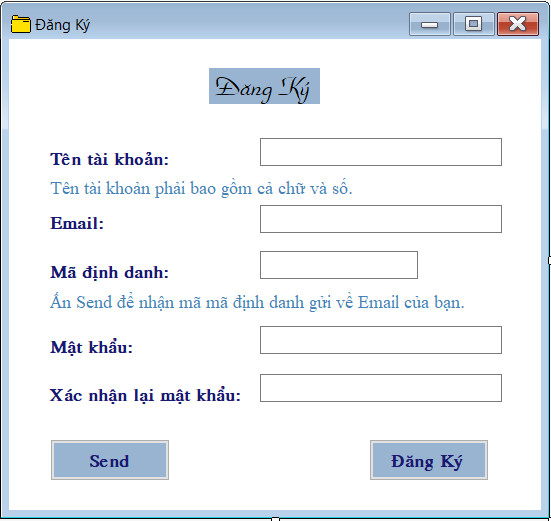 Đăng Ký
Đăng Ký
Tên tài khoản:
Tên tài khoản phải bao gồm cả chữ và số.
Email:
Mã định danh:
Ấn Send để nhận mã mã định danh gửi về Email của bạn.
Mật khẩu:
Xác nhận lại mật khẩu:
Send
Đăng Ký